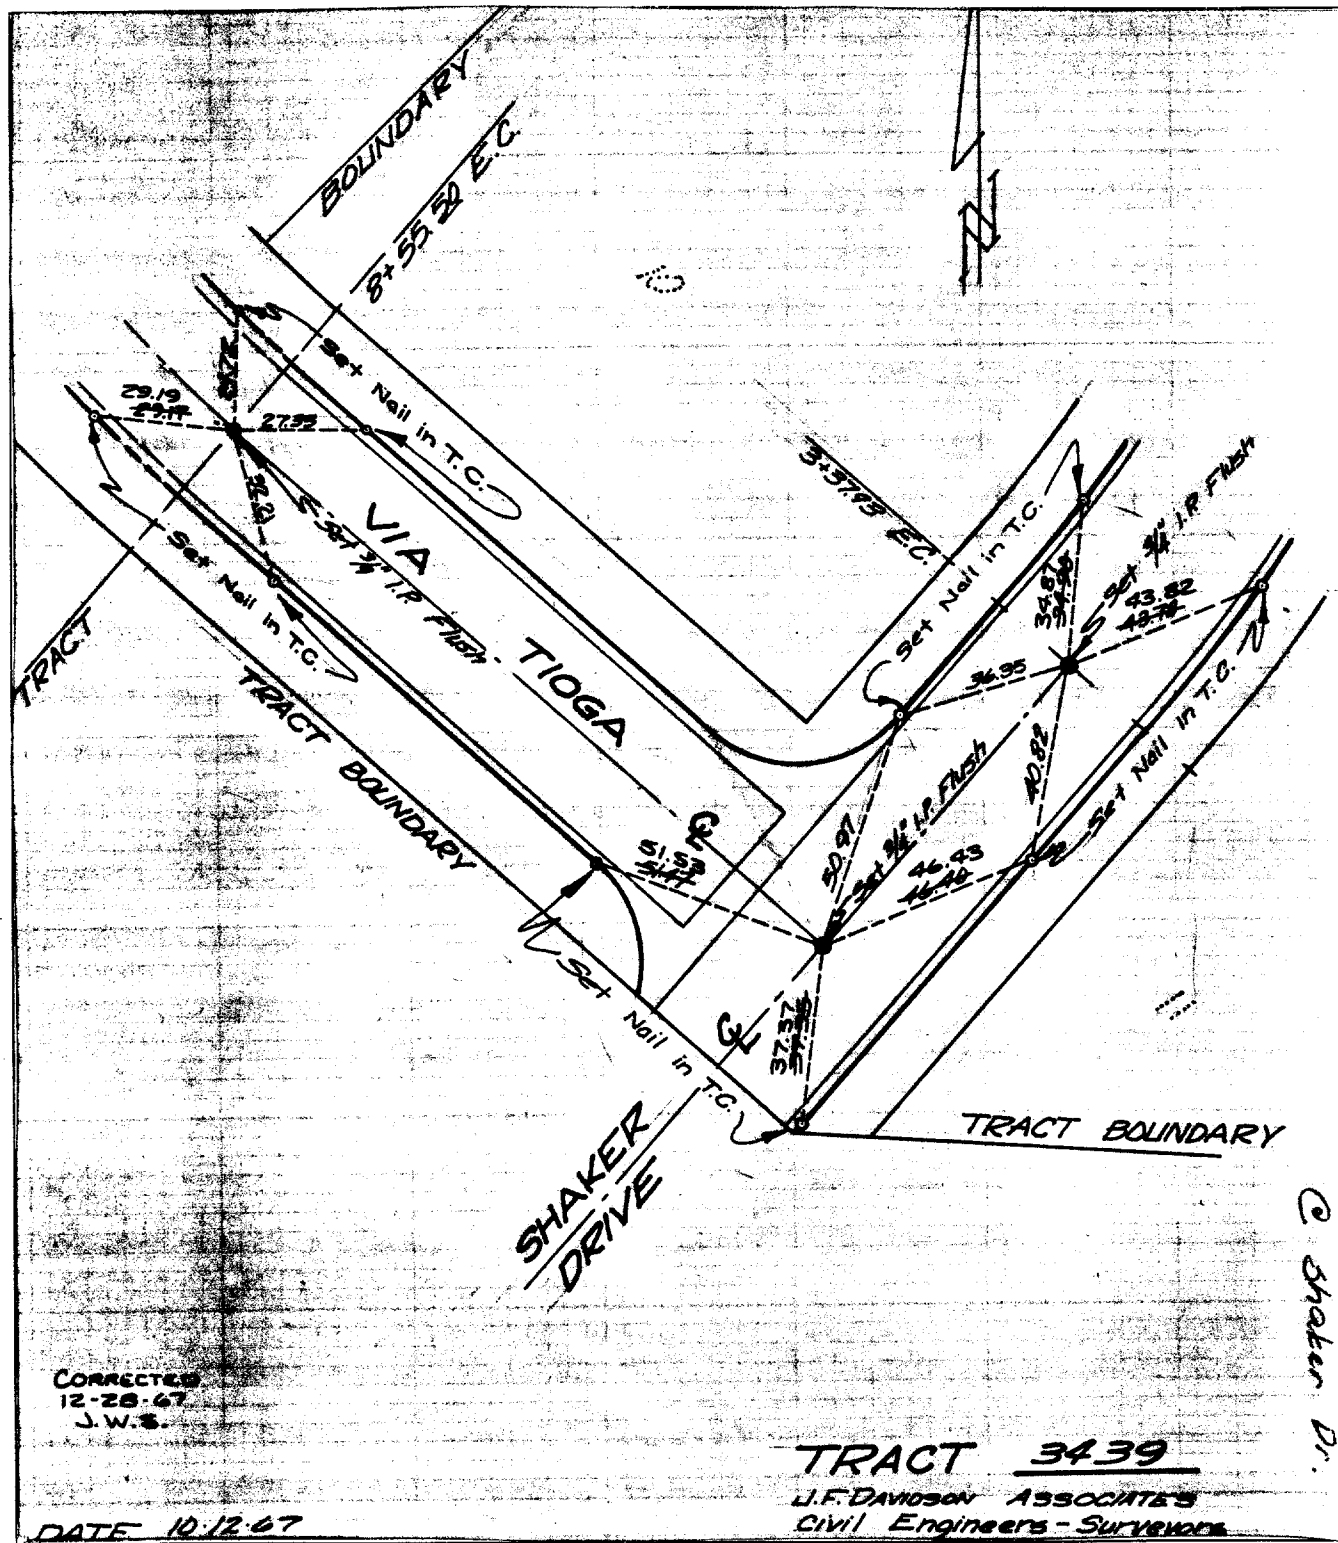 BOUNDARY
8+55.50 E.C.
N
Set Nail in T.C.
29.19
29.17
27.35
3+37.93 E.C.
Set Nail in T.C.
Set 3/4" I.P. Flush
VIA
TIOGA
Set 3/4" I.P. Flush
Set Nail in T.C.
34.87
43.82
36.35
40.82
TRACT
TRACT BOUNDARY
Set Nail in T.C.
Set 3/4" I.P. Flush
50.97
51.53
46.43
46.40
℄
Set Nail in T.C.
℄
37.37
SHAKER
DRIVE
TRACT BOUNDARY
@ Shaker Dr.
CORRECTED
12-28-67
J.W.S.
TRACT 3439
J.F. DAVIDSON ASSOCIATES
Civil Engineers - Surveyors
DATE 10-12-67